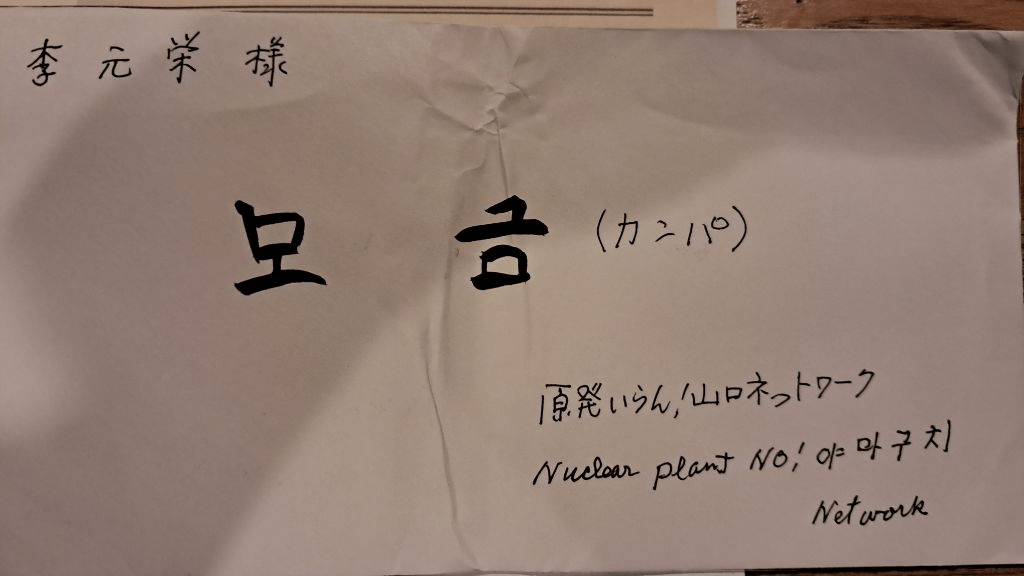 李元栄様
모금 (カンパ)
原発いらん!山口ネットワーク
Nuclear plant NO! 야마구치
Network